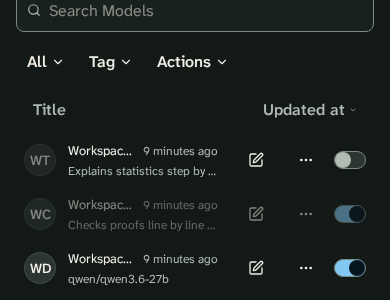 Search Models
All Tag Actions
Title Updated at
WT Workspac... 9 minutes ago
Explains statistics step by ...
WC Workspac... 9 minutes ago
Checks proofs line by line ...
WD Workspac... 9 minutes ago
qwen/qwen3.6-27b